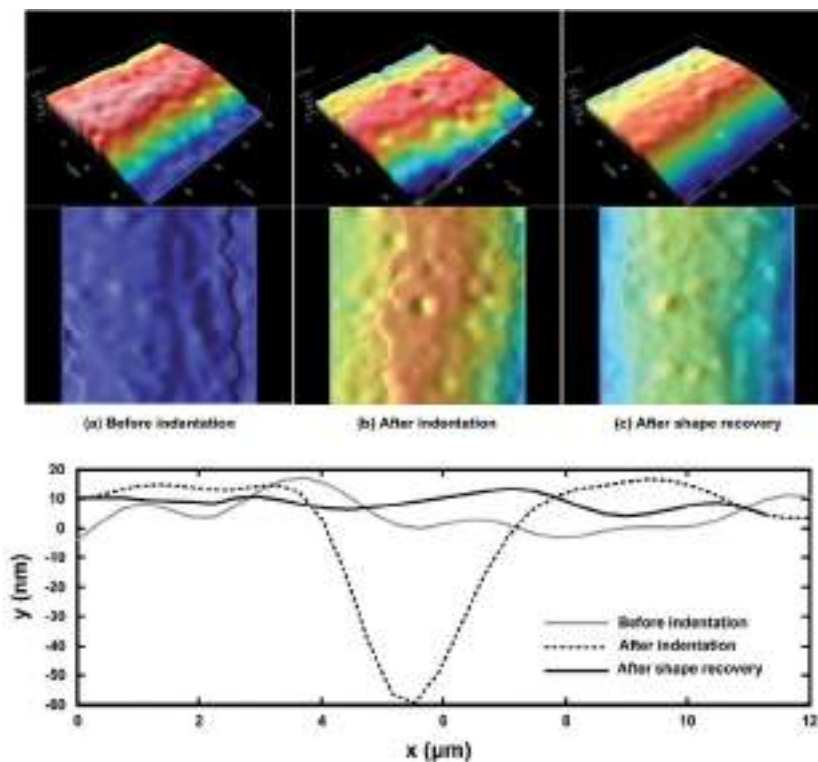 (a) Before indentation (b) After indentation (c) After shape recovery
20
10
0
-10
-20
-30
-40
-50
-60
y (nm)
Before indentation
After indentation
After shape recovery
0 2 4 6 8 10 12
x (µm)